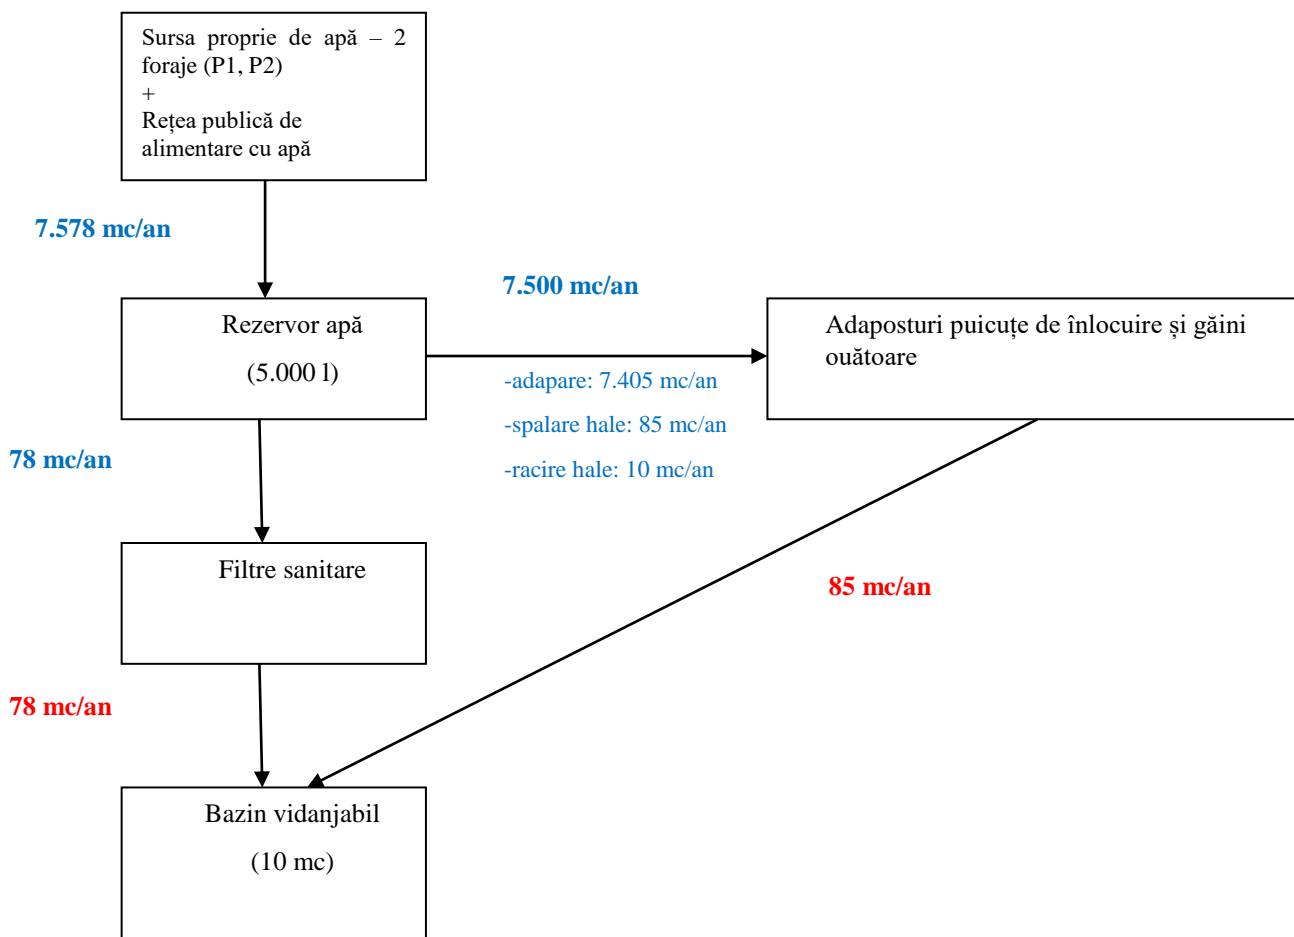 Sursa proprie de apă – 2
foraje (P1, P2)
+
Rețea publică de
alimentare cu apă
7.578 mc/an
7.500 mc/an
Rezervor apă
(5.000 l)
Adaposturi puicuțe de înlocuire și găini
ouătoare
-adapare: 7.405 mc/an
-spalare hale: 85 mc/an
-racire hale: 10 mc/an
78 mc/an
Filtre sanitare
85 mc/an
78 mc/an
Bazin vidanjabil
(10 mc)